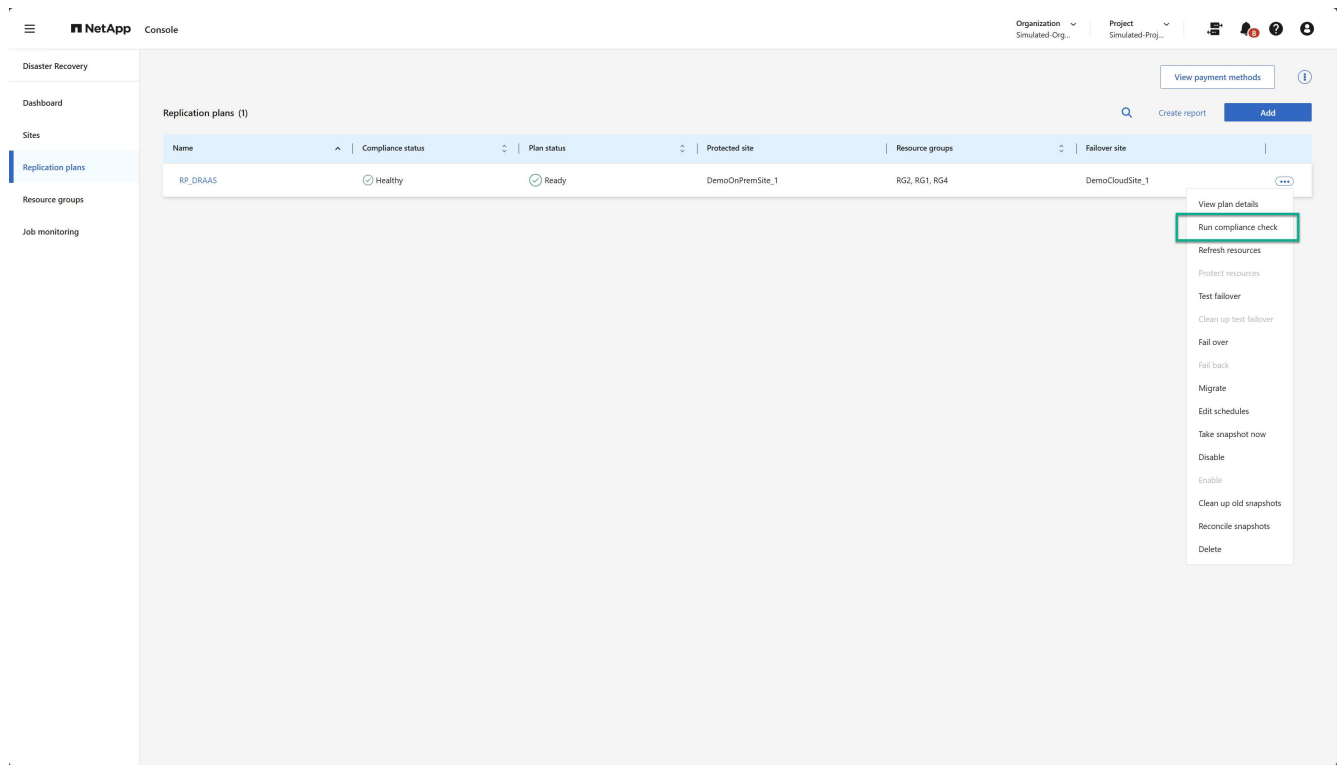 NetApp Console
Organization
Simulated-Org...
Project
Simulated-Proj...
8
Disaster Recovery
Dashboard
Sites
Replication plans
Resource groups
Job monitoring
View payment methods
Replication plans (1)
Create report
Add
Name
Compliance status
Plan status
Protected site
Resource groups
Failover site
RP_DRAAS
Healthy
Ready
DemoOnPremSite_1
RG2, RG1, RG4
DemoCloudSite_1
View plan details
Run compliance check
Refresh resources
Protect resources
Test failover
Clean up test failover
Fail over
Fail back
Migrate
Edit schedules
Take snapshot now
Disable
Enable
Clean up old snapshots
Reconcile snapshots
Delete